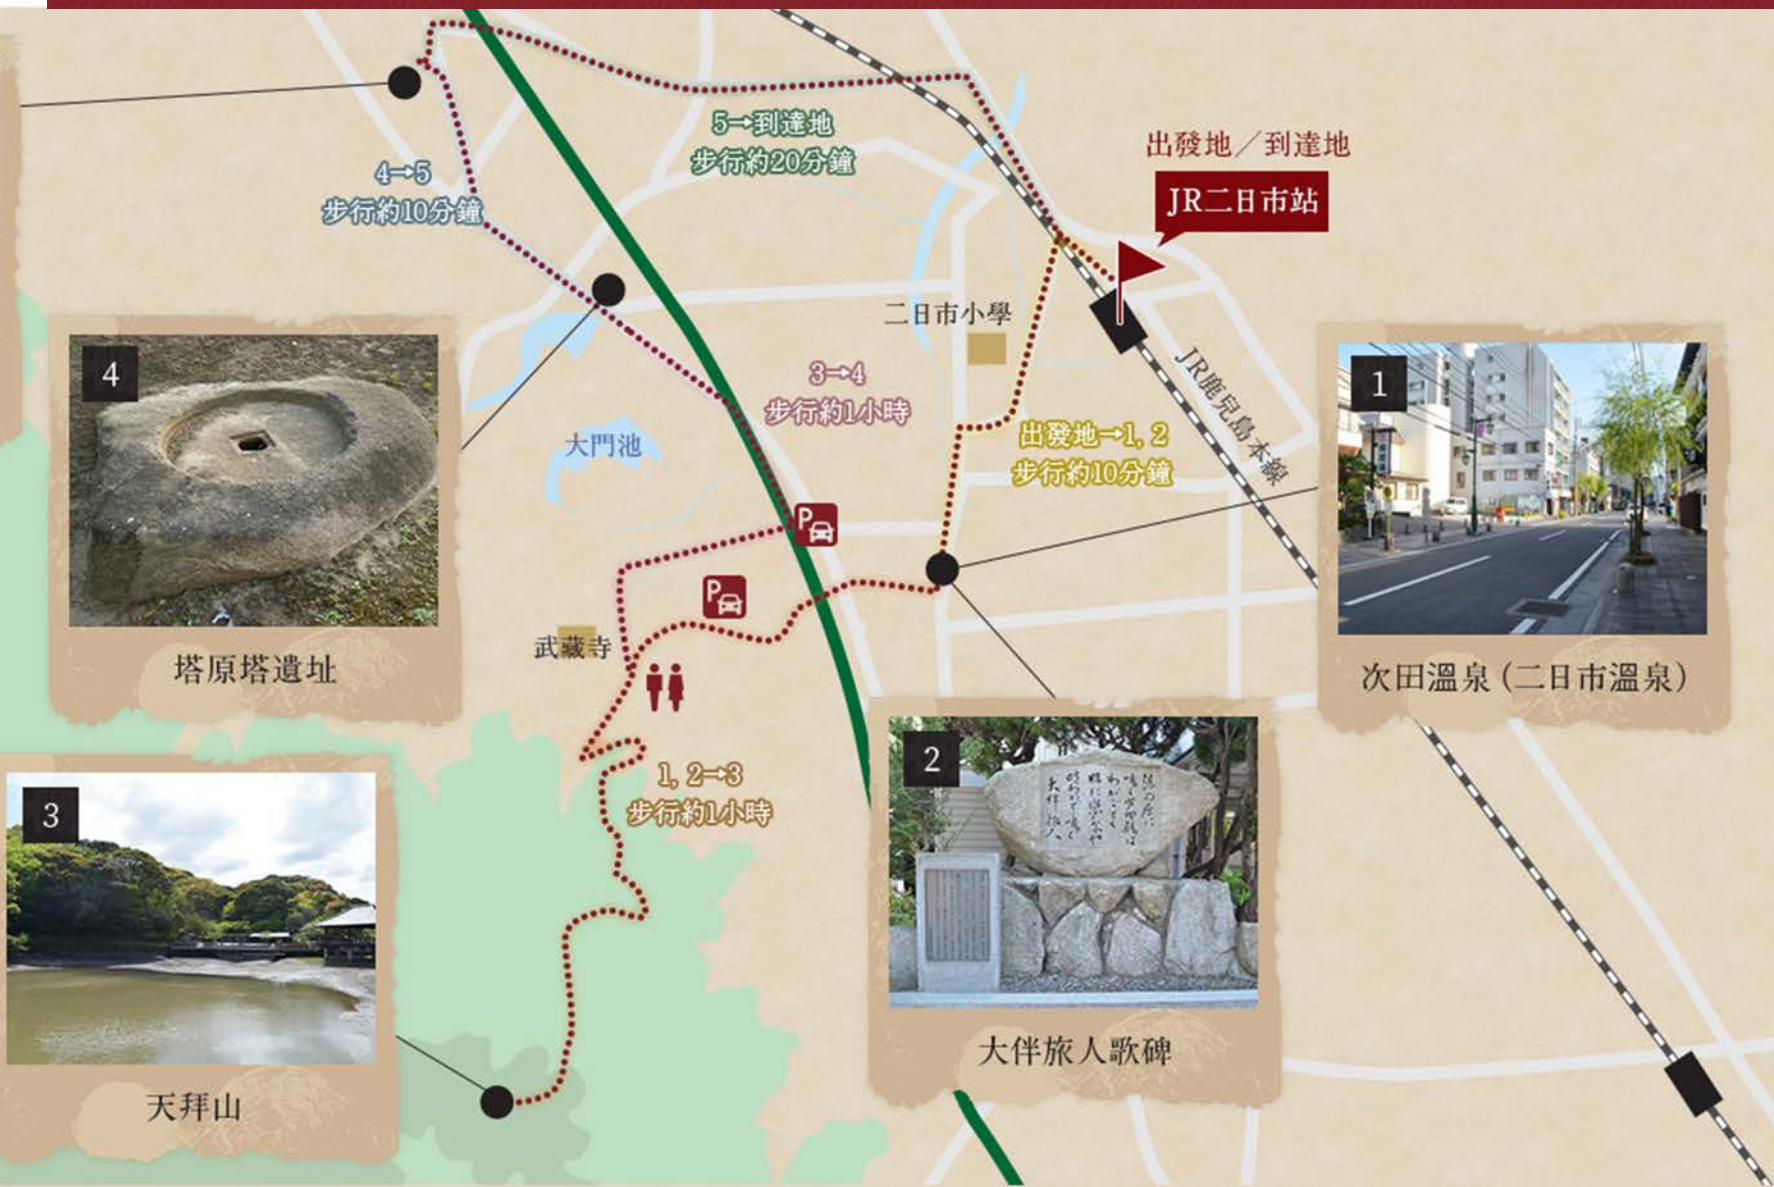 5→到達地
步行約20分鐘
出發地／到達地
JR二日市站
4→5
步行約10分鐘
二日市小學
JR鹿兒島本線
3→4
步行約1小時
大門池
出發地→1, 2
步行約10分鐘
4
塔原塔遺址
1
次田溫泉（二日市溫泉）
P
P
武藏寺
1, 2→3
步行約1小時
2
大伴旅人
大伴旅人歌碑
3
天拜山